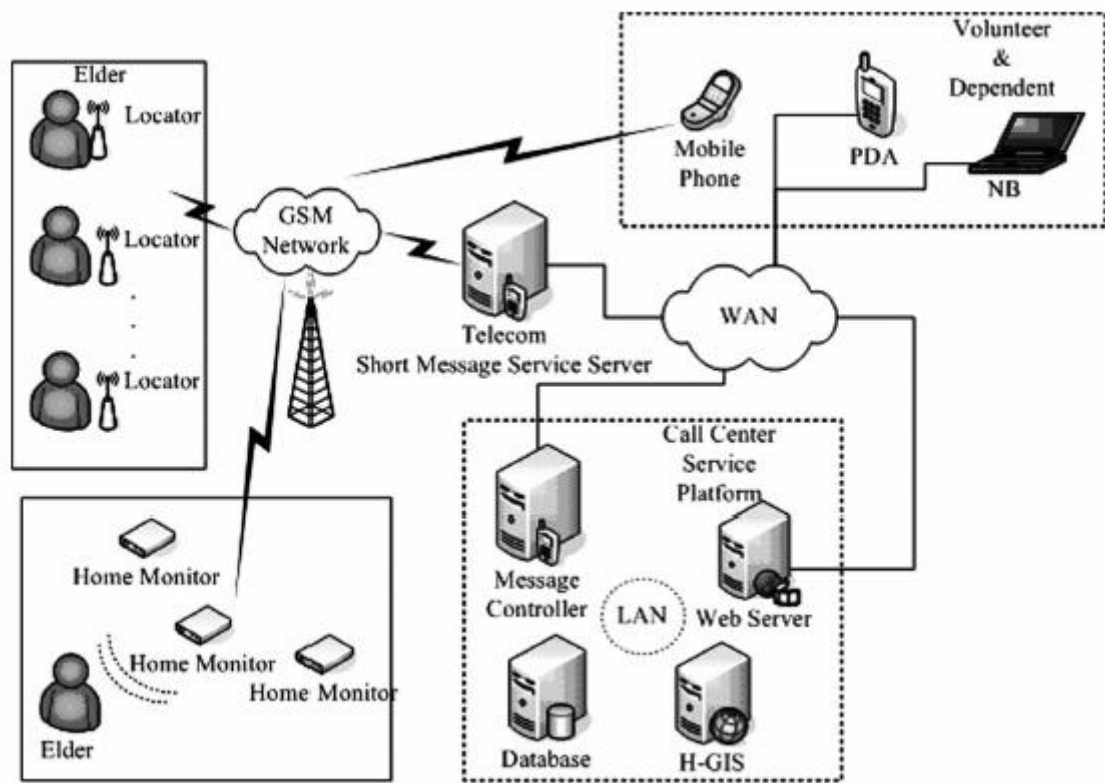 Elder
Locator
Locator
Locator
GSM
Network
Telecom
Short Message Service Server
Mobile
Phone
PDA
Volunteer
&
Dependent
NB
WAN
Home Monitor
Home Monitor
Home Monitor
Elder
Call Center
Service
Platform
Message
Controller
LAN
Web Server
Database
H-GIS